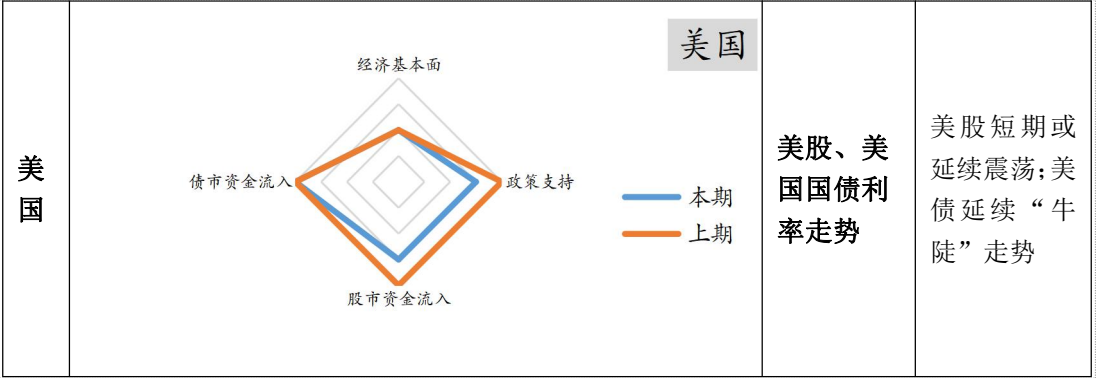 美
国
美国
经济基本面
债市资金流入
政策支持
股市资金流入
本期
上期
美股、美
国国债利
率走势
美股短期或
延续震荡;美
债延续“牛
陡”走势